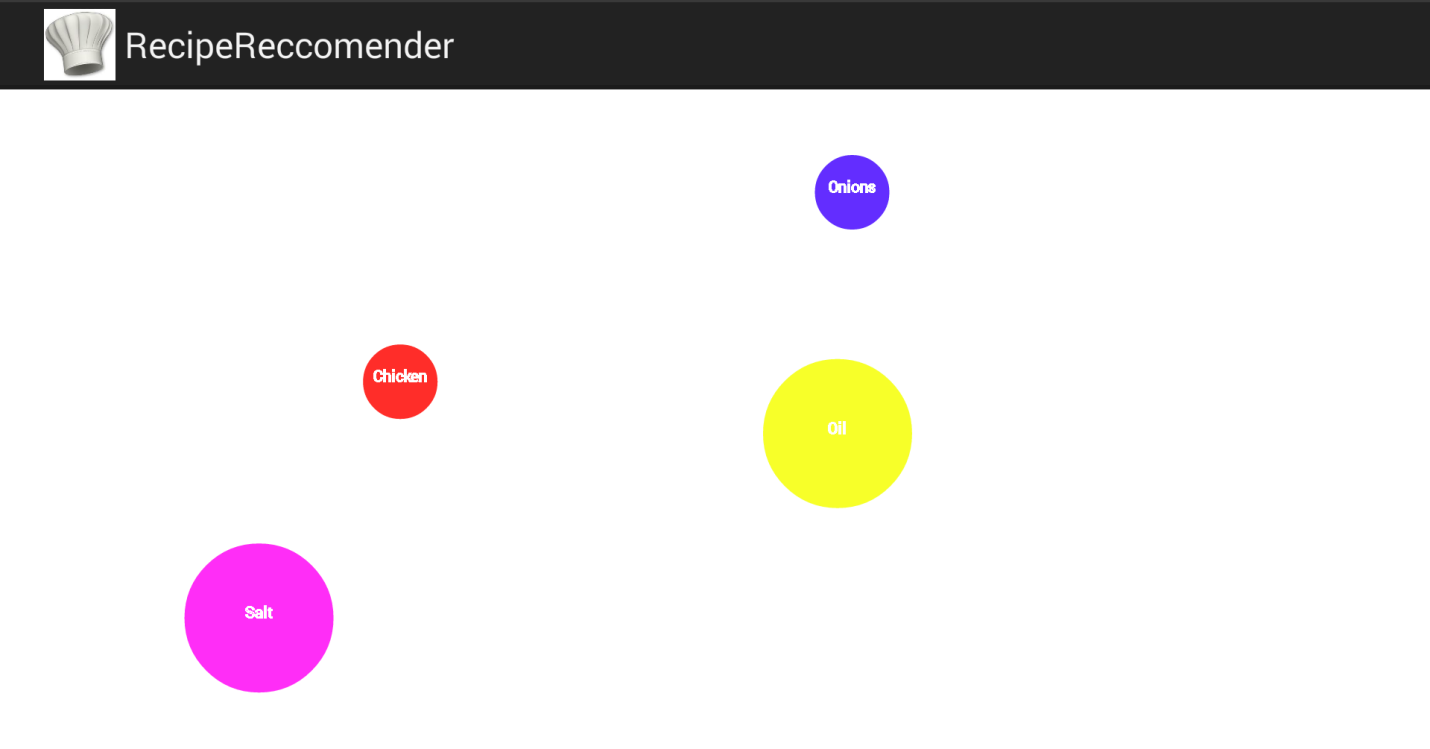 RecipeReccomender
Onions
Chicken
Oil
Salt